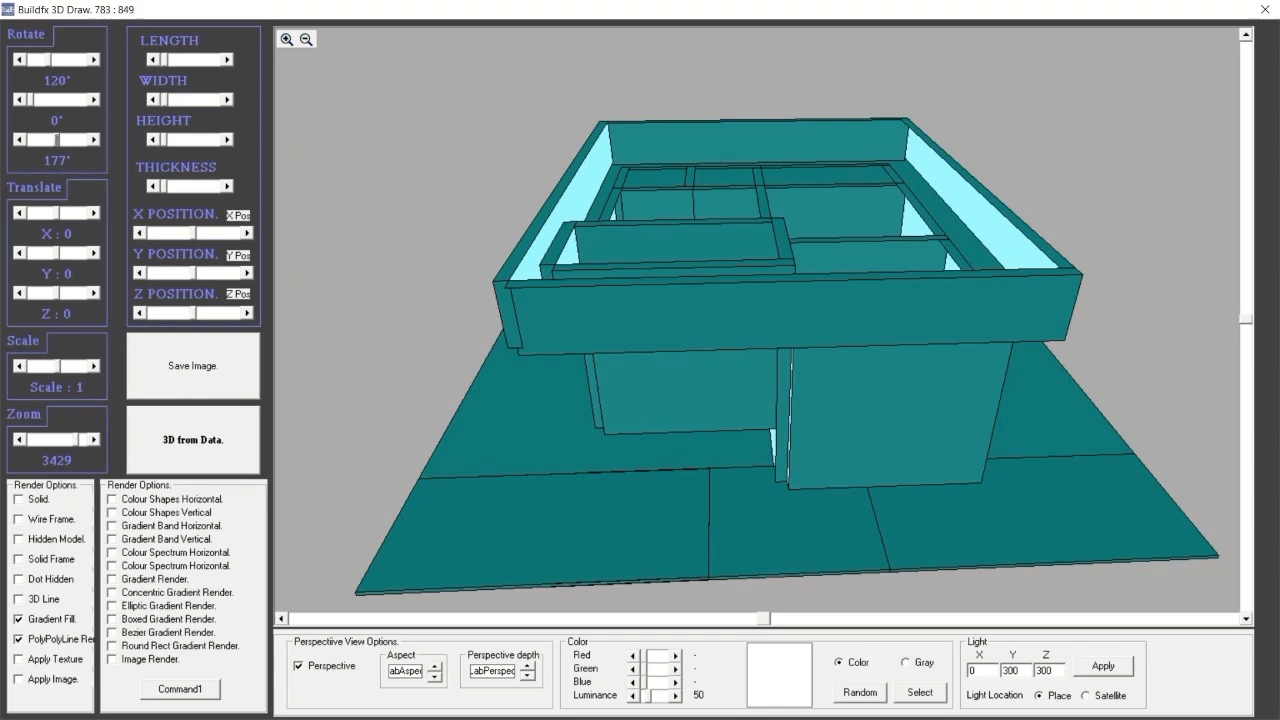 Buildfx 3D Draw. 783 : 849
Rotate
120°
0°
177°
Translate
X : 0
Y : 0
Z : 0
Scale
Scale : 1
Zoom
3429
LENGTH
WIDTH
HEIGHT
THICKNESS
X POSITION. X Pos
Y POSITION. Y Pos
Z POSITION. Z Pos
Save Image.
3D from Data.
Render Options.
Solid.
Wire Frame.
Hidden Model.
Solid Frame
Dot Hidden
3D Line
Gradient Fill.
PolyPolyLine Re
Apply Texture
Apply Image.
Render Options.
Colour Shapes Horizontal.
Colour Shapes Vertical
Gradient Band Horizontal.
Gradient Band Vertical.
Colour Spectrum Horizontal.
Colour Spectrum Horizontal.
Gradient Render.
Concentric Gradient Render.
Elliptic Gradient Render.
Boxed Gradient Render.
Bezier Gradient Render.
Round Rect Gradient Render.
Image Render.
Command1
Perspective View Options.
Perspective
Aspect
abAspe
Perspective depth
.abPerspec
Color
Red -
Green -
Blue -
Luminance 50
Color Gray
Random Select
Light
X Y Z
0 300 300 Apply
Light Location Place Satellite